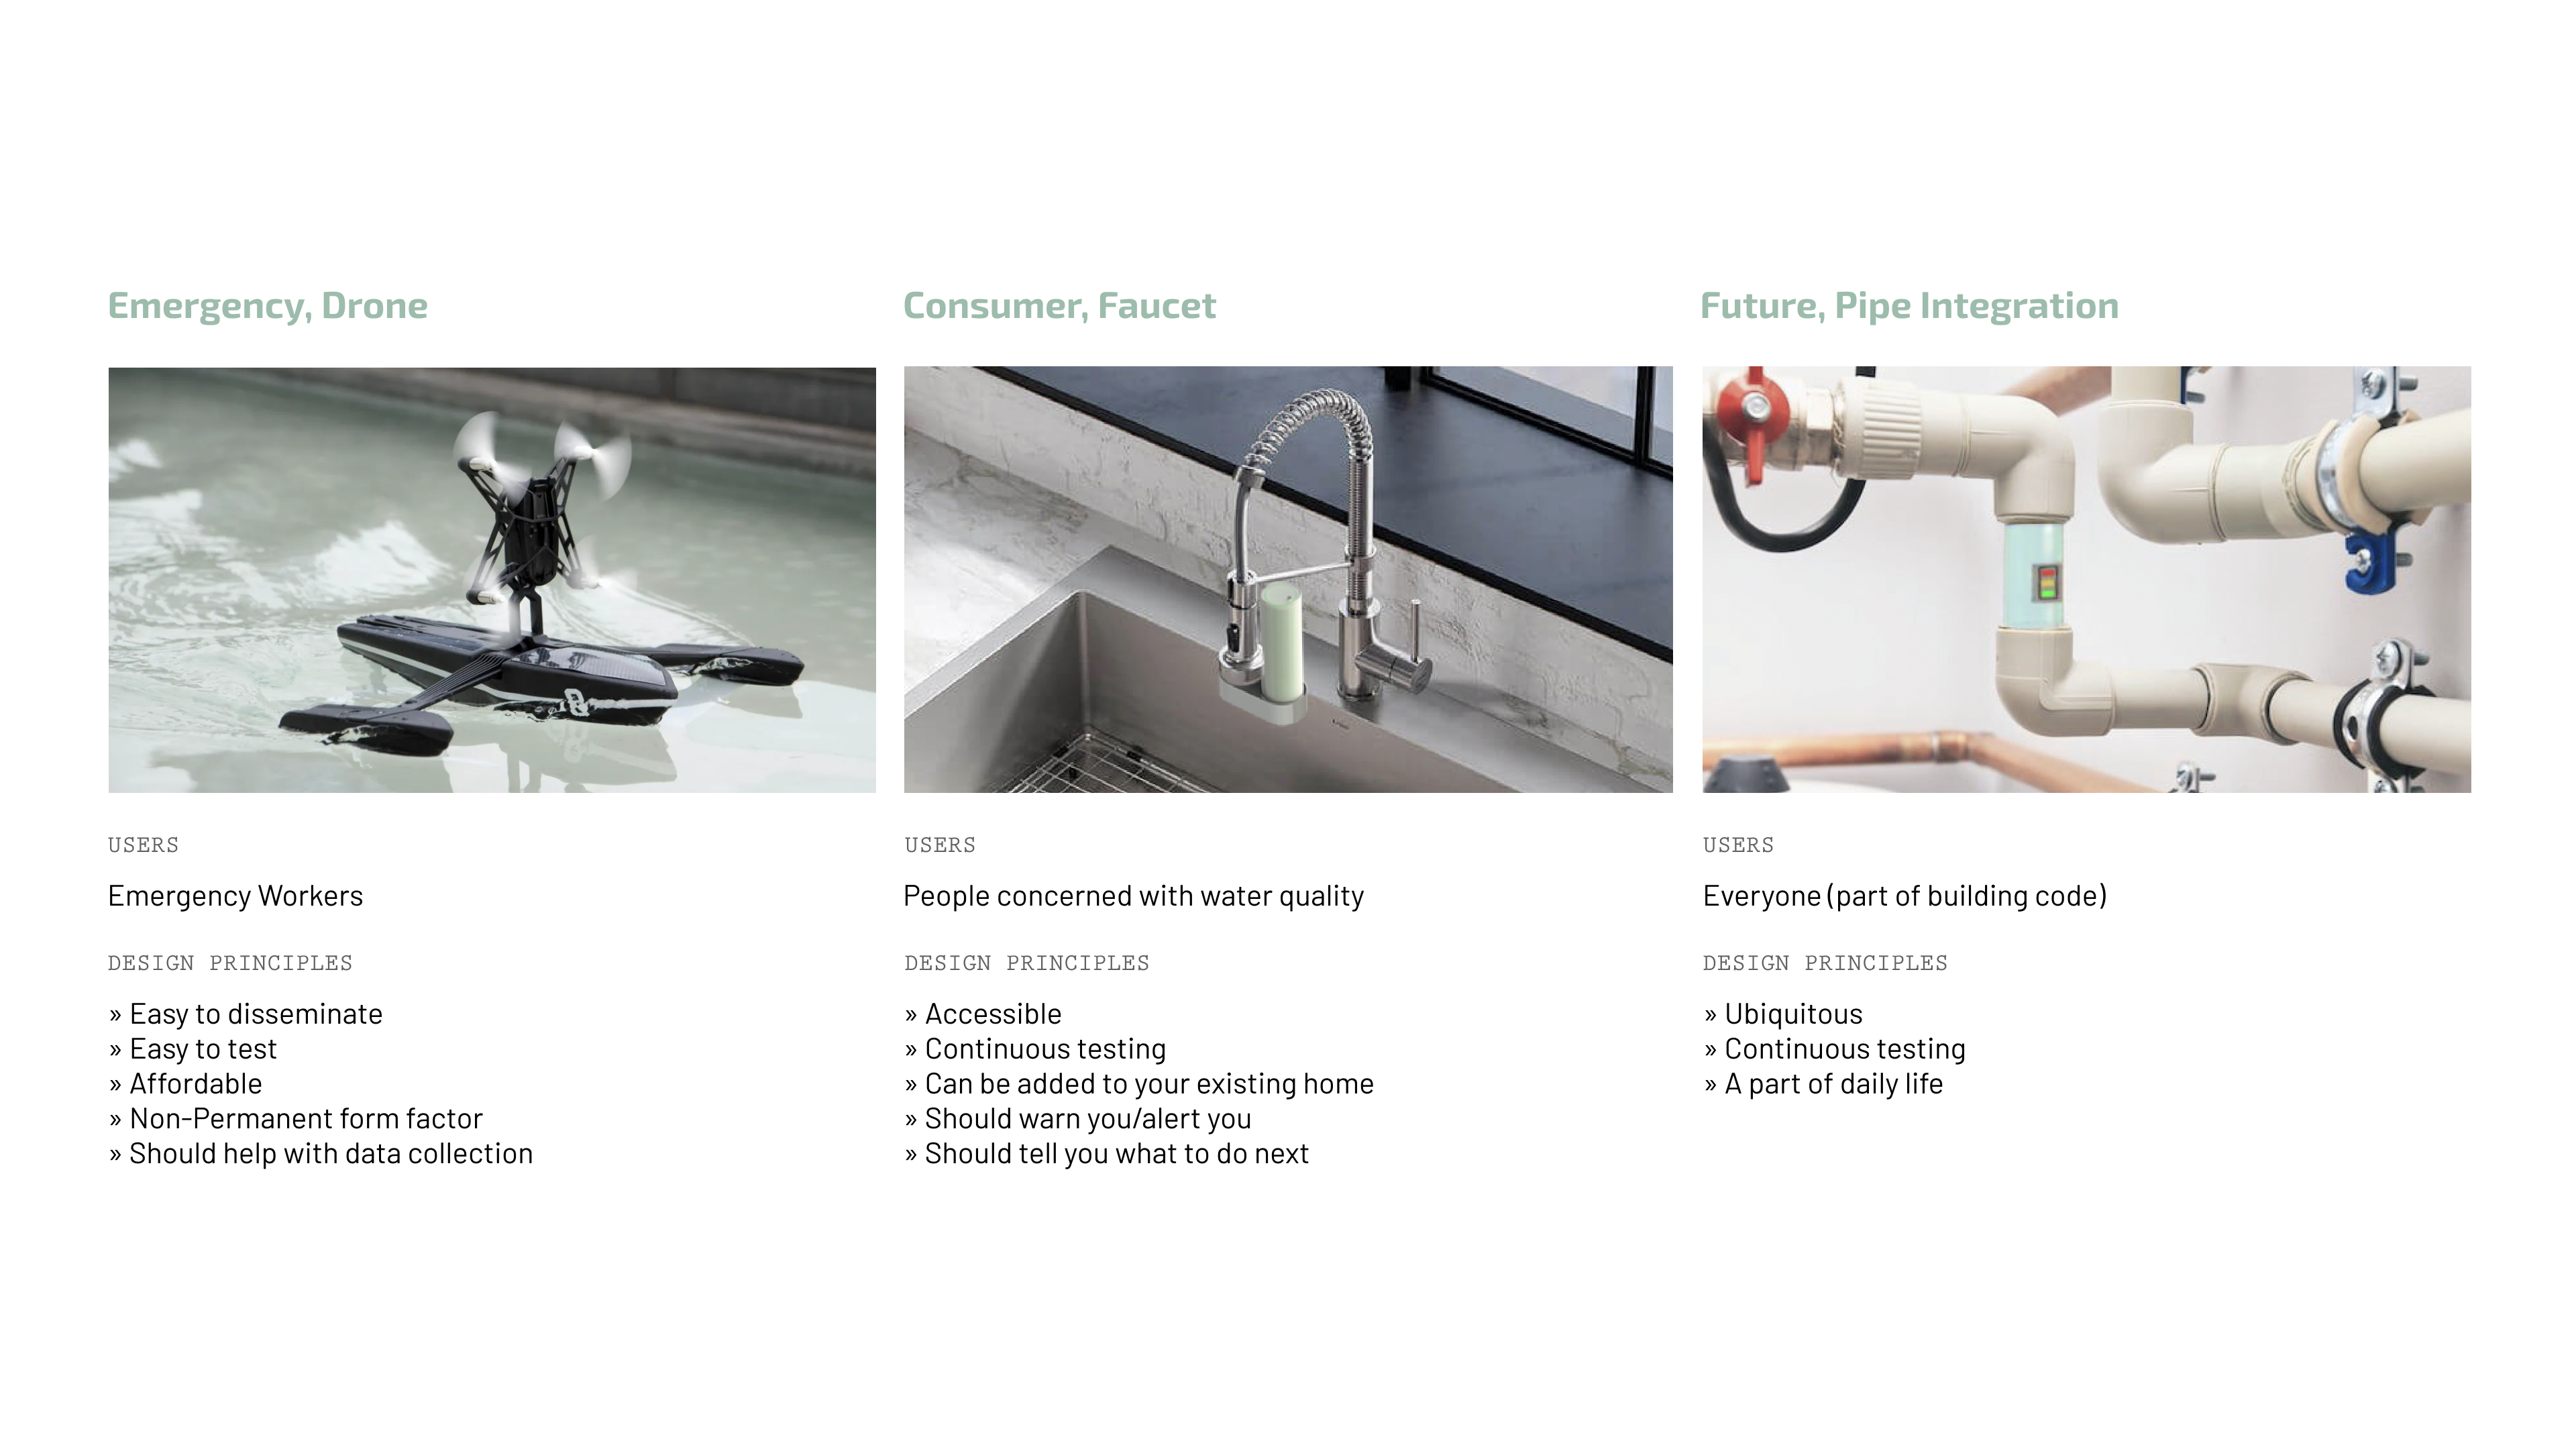 Emergency, Drone
USERS
Emergency Workers
DESIGN PRINCIPLES
» Easy to disseminate
» Easy to test
» Affordable
» Non-Permanent form factor
» Should help with data collection
Consumer, Faucet
USERS
People concerned with water quality
DESIGN PRINCIPLES
» Accessible
» Continuous testing
» Can be added to your existing home
» Should warn you/alert you
» Should tell you what to do next
Future, Pipe Integration
USERS
Everyone (part of building code)
DESIGN PRINCIPLES
» Ubiquitous
» Continuous testing
» A part of daily life